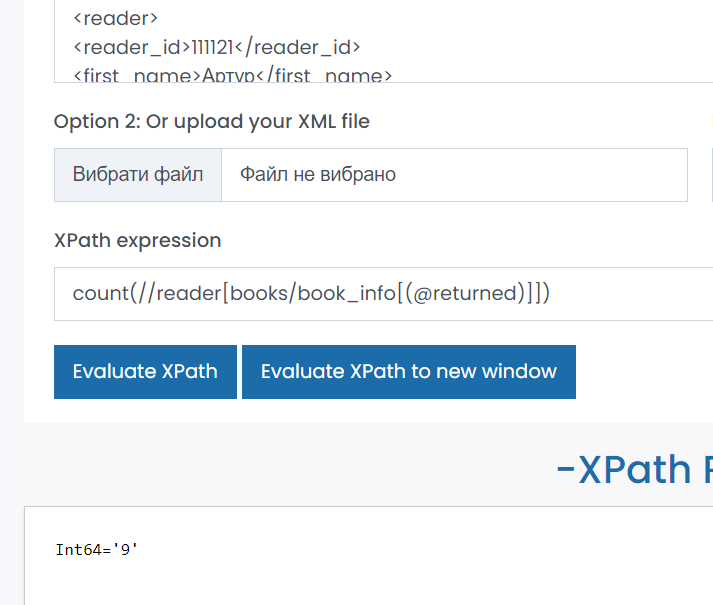 <reader>
<reader_id>111121</reader_id>
<first_name>Артур</first_name>
Option 2: Or upload your XML file
Вибрати файл Файл не вибрано
XPath expression
count(//reader[books/book_info[(@returned)]])
Evaluate XPath Evaluate XPath to new window
-XPath
Int64='9'